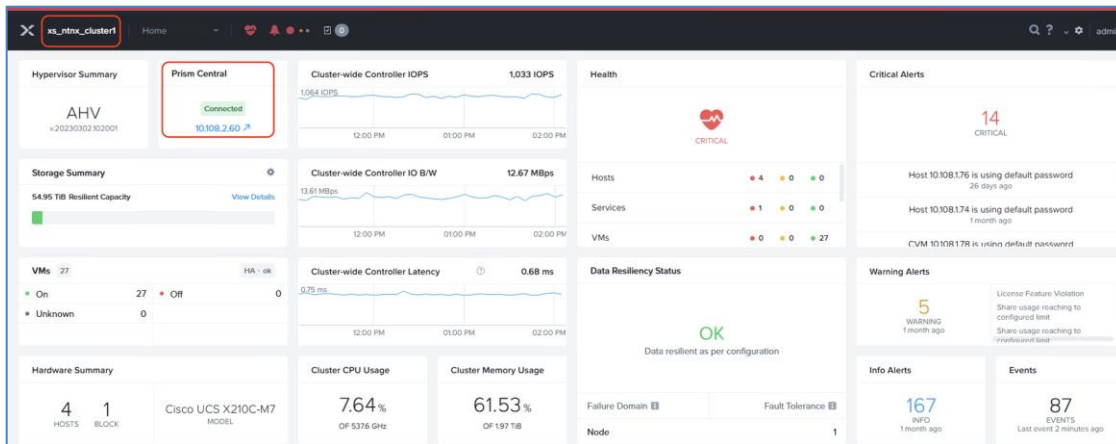 xs_ntnx_cluster1
Home
0
?
admi
Hypervisor Summary
AHV
v.20230302.102001
Prism Central
Connected
10.108.2.60
Cluster-wide Controller IOPS
1,033 IOPS
1,064 IOPS
12:00 PM
01:00 PM
02:00 PM
Health
CRITICAL
Critical Alerts
14
CRITICAL
Storage Summary
54.95 TiB Resilient Capacity
View Details
Cluster-wide Controller IO B/W
12.67 MBps
13.61 MBps
12:00 PM
01:00 PM
02:00 PM
Hosts
4
0
0
Services
1
0
0
VMs
0
0
27
Host 10.108.1.76 is using default password
26 days ago
Host 10.108.1.74 is using default password
1 month ago
CVM 10.108.1.78 is using default password
VMs 27
HA - ok
On 27
Off 0
Unknown 0
Cluster-wide Controller Latency
?
0.68 ms
0.75 ms
12:00 PM
01:00 PM
02:00 PM
Data Resiliency Status
OK
Data resilient as per configuration
Failure Domain
Fault Tolerance
Node 1
Warning Alerts
5
WARNING
1 month ago
License Feature Violation
Share usage reaching to
configured limit
Share usage reaching to
configured limit
Hardware Summary
4
HOSTS
1
BLOCK
Cisco UCS X210C-M7
MODEL
Cluster CPU Usage
7.64%
OF 537.6 GHz
Cluster Memory Usage
61.53%
OF 1.97 TiB
Info Alerts
167
INFO
1 month ago
Events
87
EVENTS
Last event 2 minutes ago